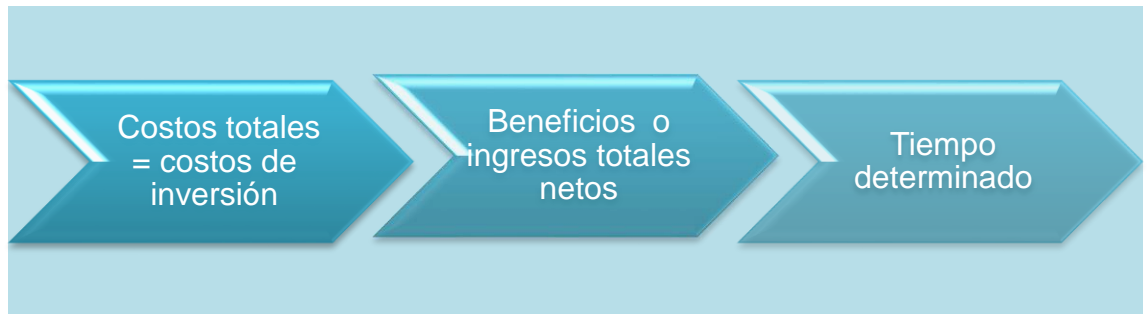 Costos totales
= costos de
inversión
Beneficios o
ingresos totales
netos
Tiempo
determinado